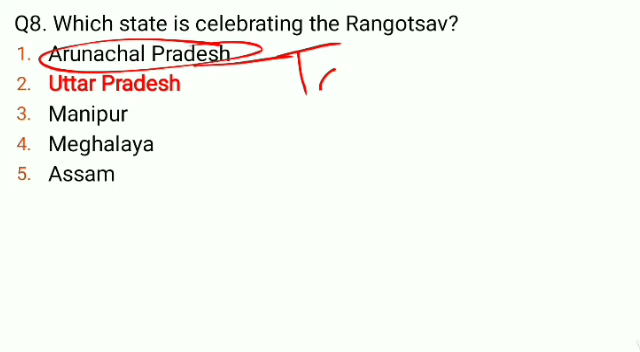 Q8. Which state is celebrating the Rangotsav?
1. Arunachal Pradesh
2. Uttar Pradesh
3. Manipur
4. Meghalaya
5. Assam